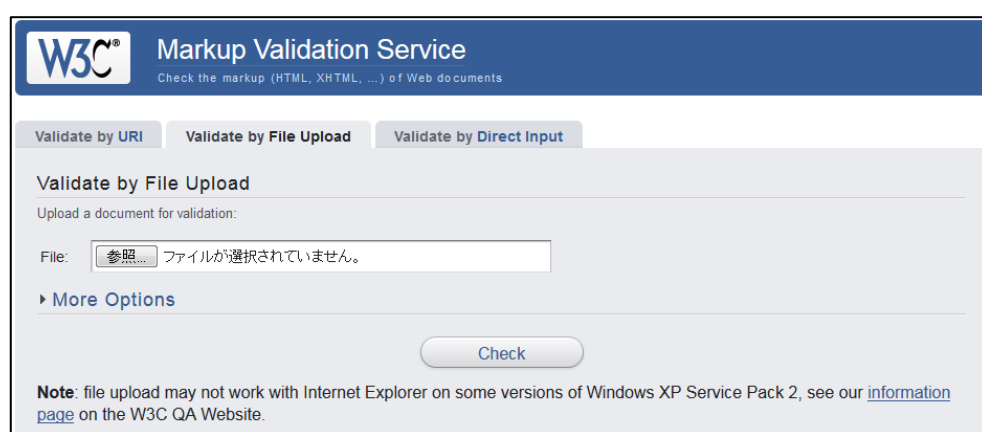 W3C®
Markup Validation Service
Check the markup (HTML, XHTML, ...) of Web documents
Validate by URI Validate by File Upload Validate by Direct Input
Validate by File Upload
Upload a document for validation:
File: 参照... ファイルが選択されていません。
More Options
Check
Note: file upload may not work with Internet Explorer on some versions of Windows XP Service Pack 2, see our information
page on the W3C QA Website.